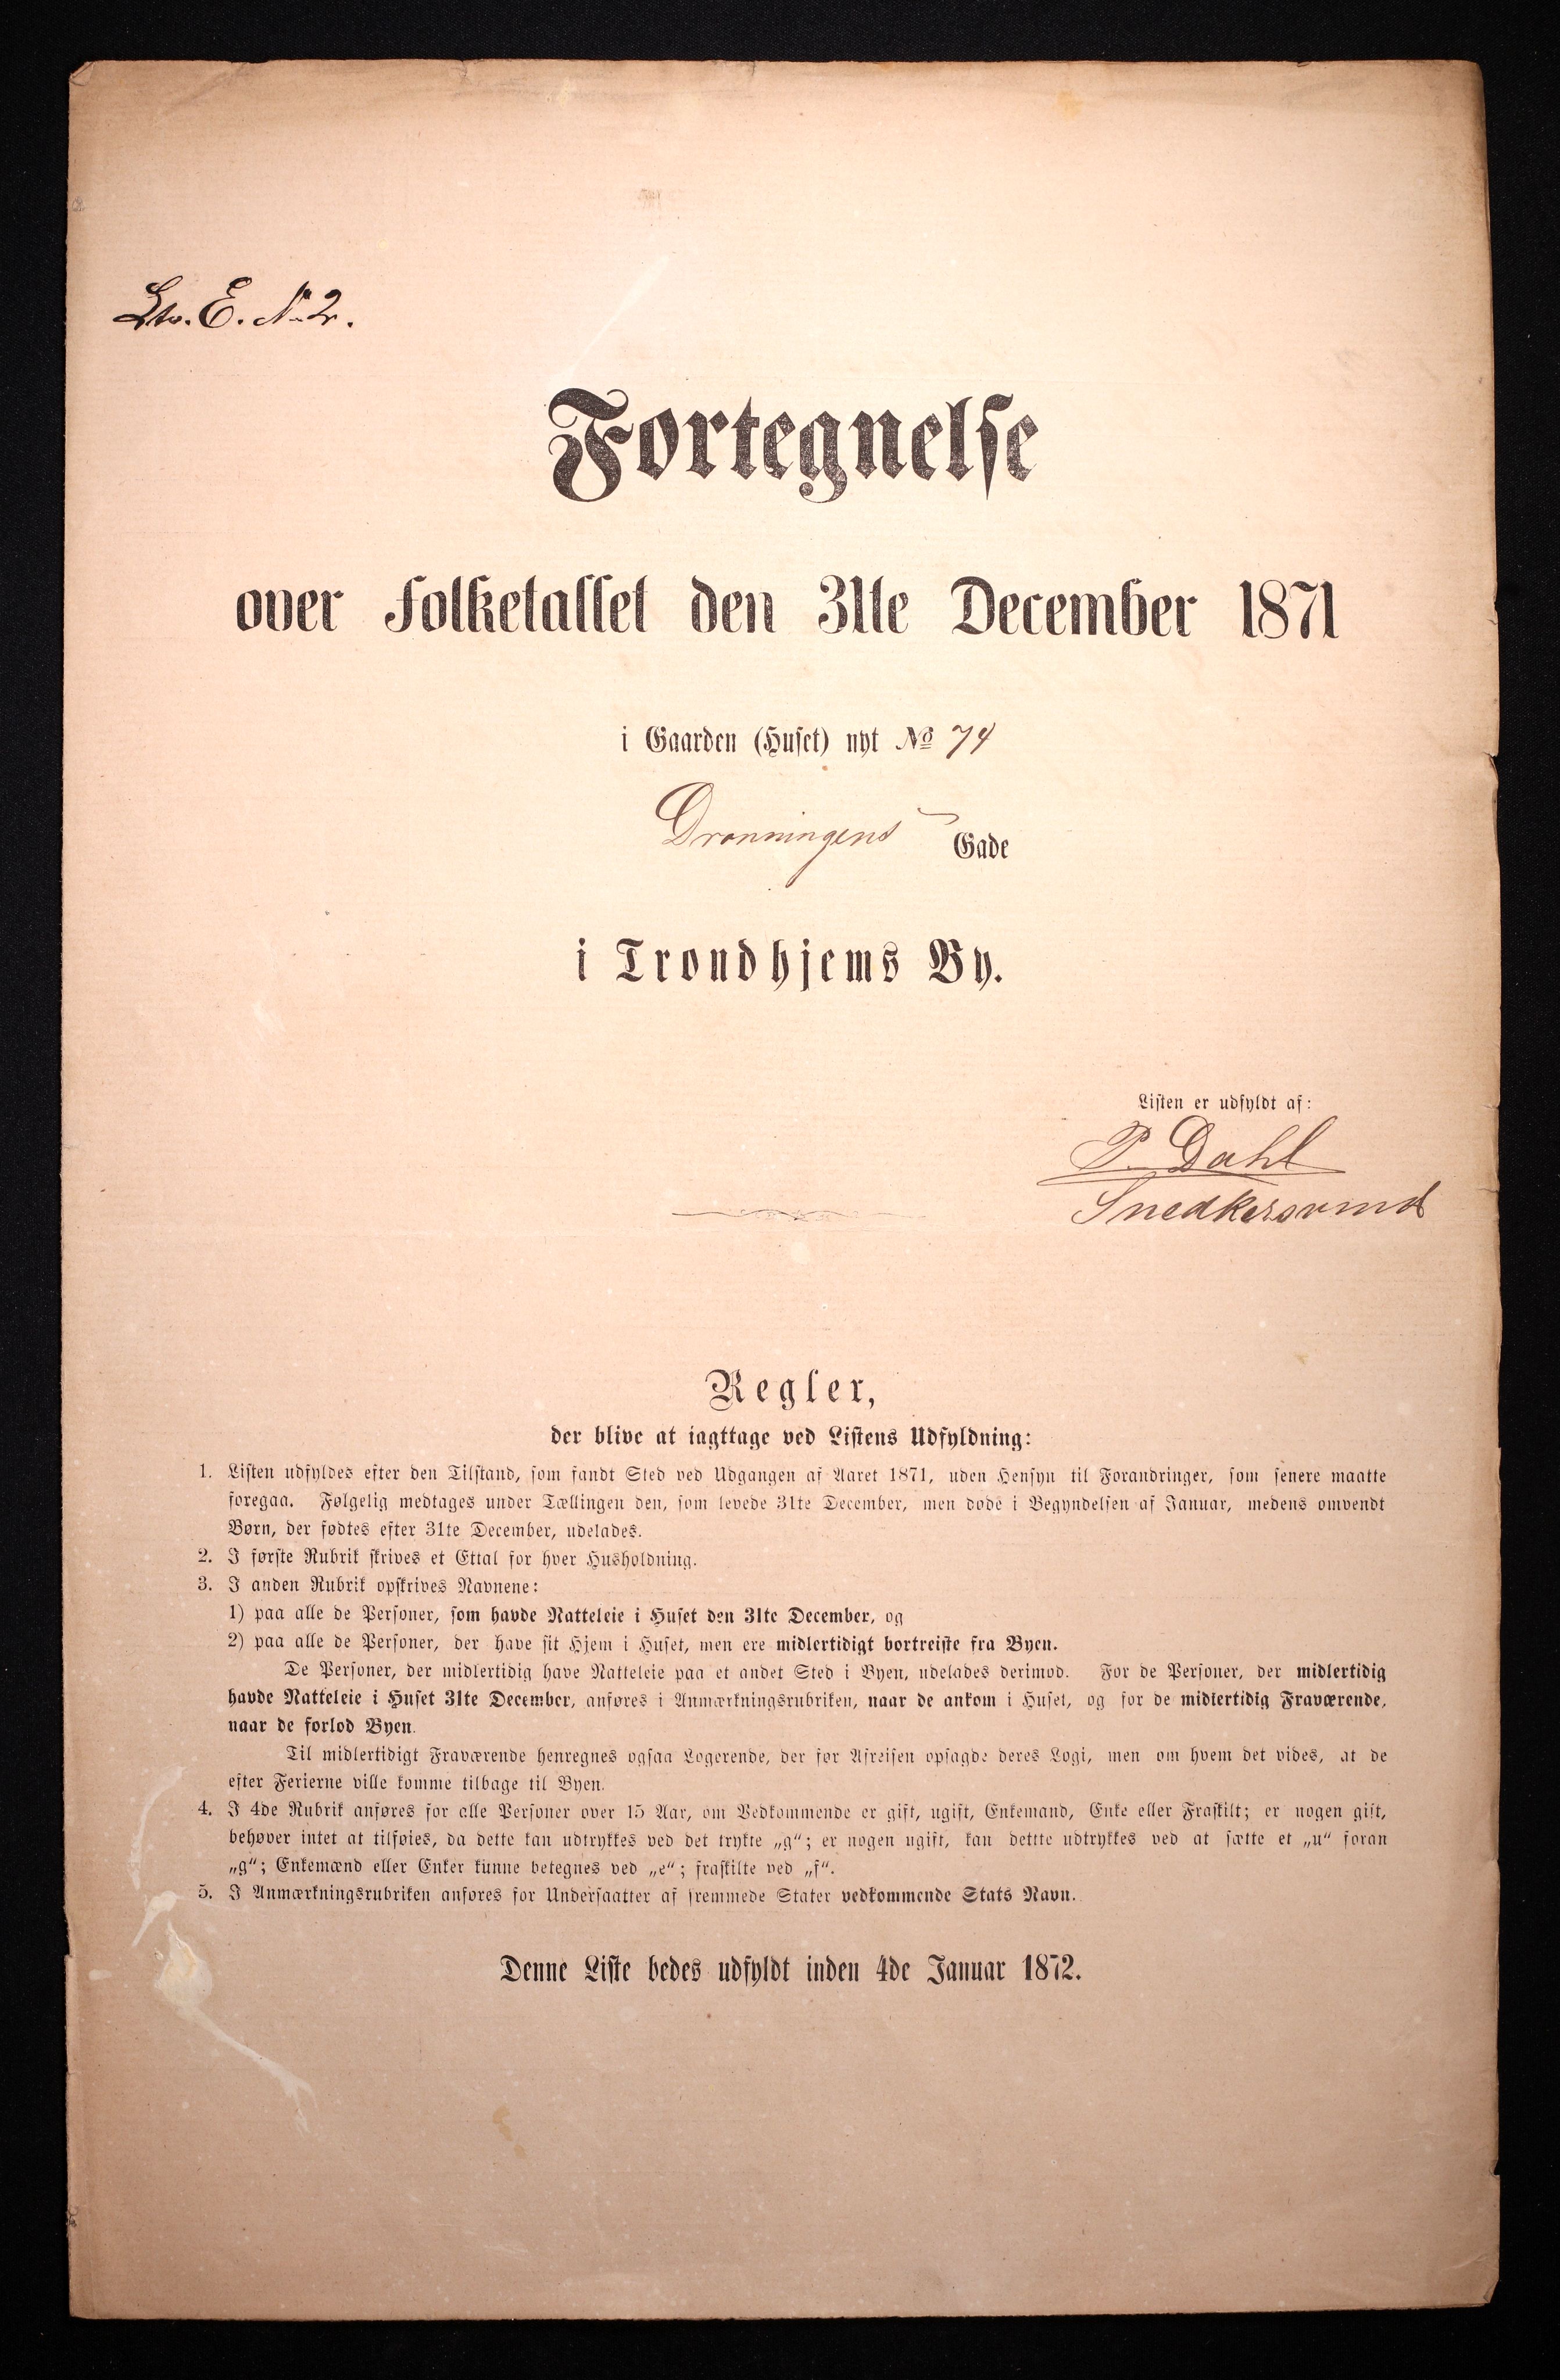 Ltr. E. No 2.
Fortegnelse
over Folketallet den 31te December 1871
i Gaarden (Huset) nyt No 74
Dronningens Gade
i Trondhjems By.
Listen er udfyldt af:
P. Dahl
Snedkersvend
Regler,
der blive at iagttage ved Listens Udfyldning:
1. Listen udfyldes efter den Tilstand, som fandt Sted ved Udgangen af Aaret 1871, uden Hensyn til Forandringer, som senere maatte
foregaa. Følgelig medtages under Tællingen den, som levede 31te December, men døde i Begyndelsen af Januar, medens omvendt
Børn, der fødtes efter 31te December, udelades.
2. I første Rubrik skrives et Ettal for hver Husholdning.
3. I anden Rubrik opskrives Navnene:
1) paa alle de Personer, som havde Natteleie i Huset den 31te December, og
2) paa alle de Personer, der have sit Hjem i Huset, men ere midlertidigt bortreiste fra Byen.
De Personer, der midlertidig have Natteleie paa et andet Sted i Byen, udelades derimod. For de Personer, der midlertidig
havde Natteleie i Huset 31te December, anføres i Anmærkningsrubriken, naar de ankom i Huset, og for de midlertidig Fraværende,
naar de forlod Byen.
Til midlertidigt Fraværende henregnes ogsaa Logerende, der før Afreisen opsagde deres Logi, men om hvem det vides, at de
efter Ferierne ville komme tilbage til Byen.
4. I 4de Rubrik anføres for alle Personer over 15 Aar, om Vedkommende er gift, ugift, Enkemand, Enke eller Fraskilt; er nogen gift,
behøver intet at tilføies, da dette kan udtrykkes ved det trykte „g“; er nogen ugift, kan dettte udtrykkes ved at sætte et „u“ foran
„g“; Enkemænd eller Enker kunne betegnes ved „e“; fraskilte ved „f“.
5. I Anmærkningsrubriken anføres for Undersaatter af fremmede Stater vedkommende Stats Navn.
Denne Liste bedes udfyldt inden 4de Januar 1872.